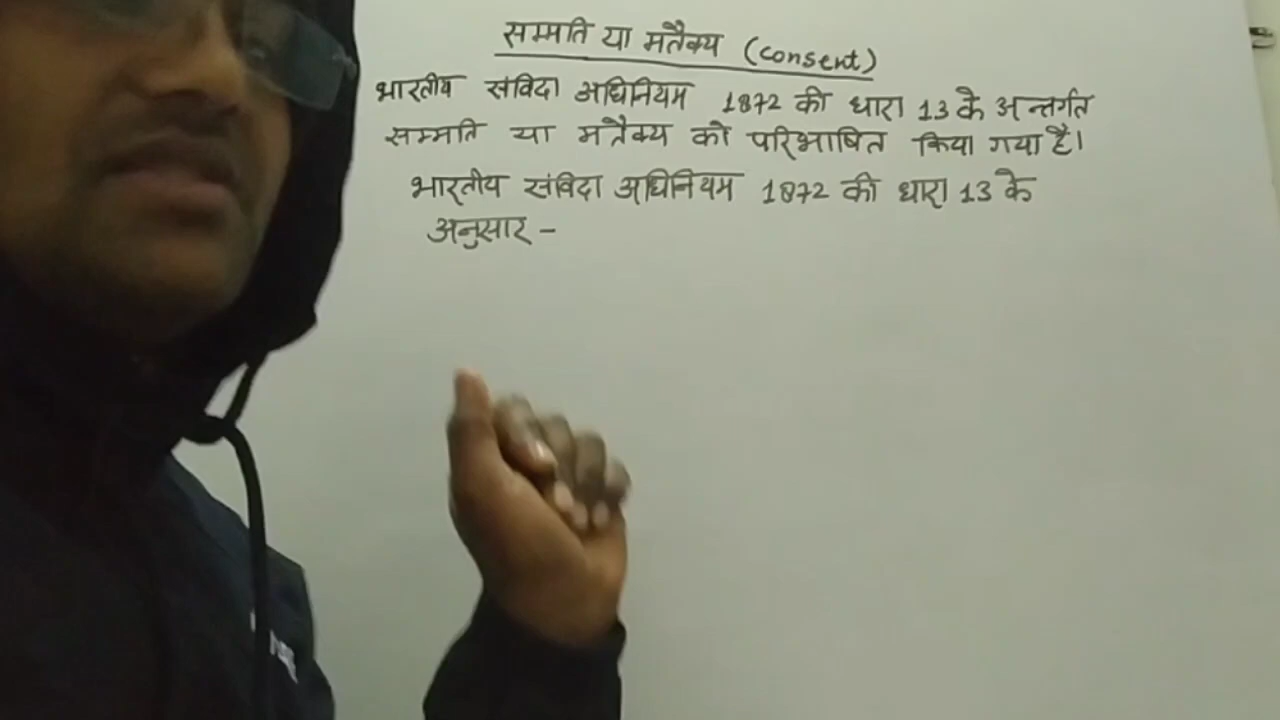 सम्मति या मतैक्य (consent)
भारतीय संविदा अधिनियम 1872 की धारा 13 के अन्तर्गत
सम्मति या मतैक्य को परिभाषित किया गया है।
भारतीय संविदा अधिनियम 1872 की धारा 13 के
अनुसार -